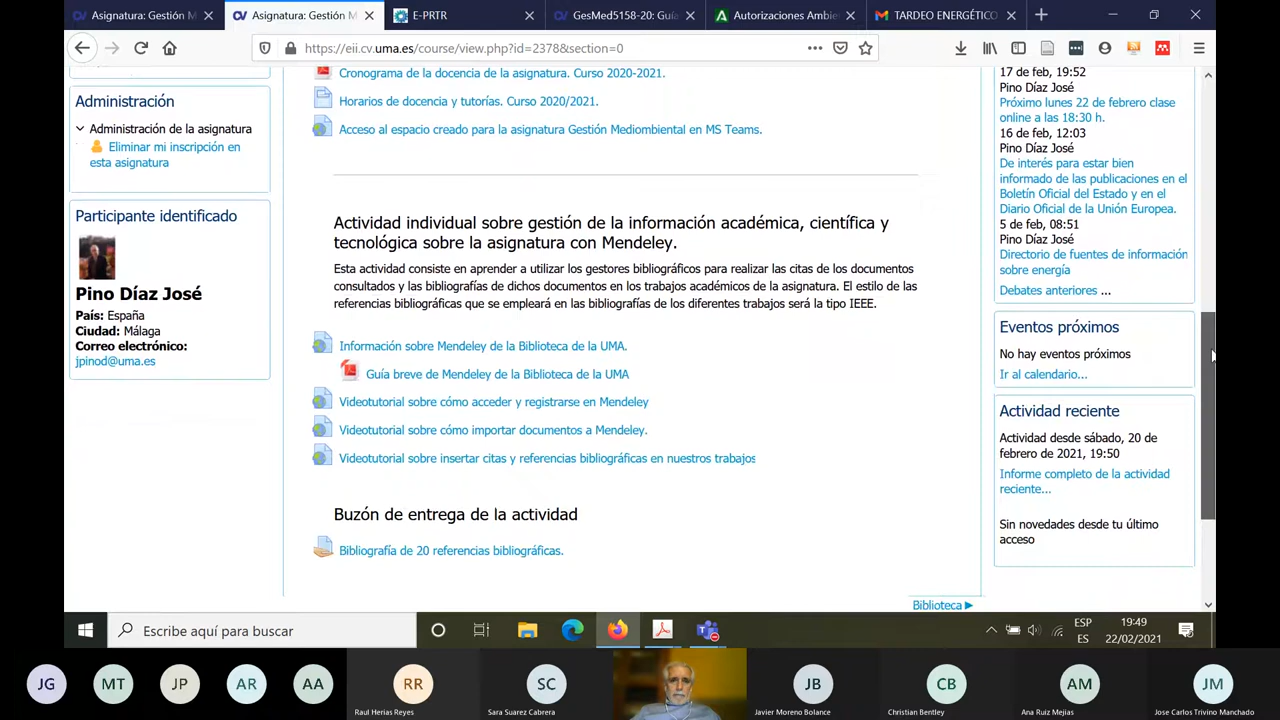 Asignatura: Gestión M
Asignatura: Gestión M
E-PRTR
GesMed5158-20: Guía
Autorizaciones Ambie
TARDEO ENERGÉTICO
https://eii.cv.uma.es/course/view.php?id=2378&section=0
Administración
Administración de la asignatura
Eliminar mi inscripción en
esta asignatura
Participante identificado
Pino Díaz José
País: España
Ciudad: Málaga
Correo electrónico:
jpinod@uma.es
Cronograma de la docencia de la asignatura. Curso 2020-2021.
Horarios de docencia y tutorías. Curso 2020/2021.
Acceso al espacio creado para la asignatura Gestión Mediombiental en MS Teams.
Actividad individual sobre gestión de la información académica, científica y
tecnológica sobre la asignatura con Mendeley.
Esta actividad consiste en aprender a utilizar los gestores bibliográficos para realizar las citas de los documentos
consultados y las bibliografías de dichos documentos en los trabajos académicos de la asignatura. El estilo de las
referencias bibliográficas que se empleará en las bibliografías de los diferentes trabajos será la tipo IEEE.
Información sobre Mendeley de la Biblioteca de la UMA.
Guía breve de Mendeley de la Biblioteca de la UMA
Videotutorial sobre cómo acceder y registrarse en Mendeley
Videotutorial sobre cómo importar documentos a Mendeley.
Videotutorial sobre insertar citas y referencias bibliográficas en nuestros trabajos
Buzón de entrega de la actividad
Bibliografía de 20 referencias bibliográficas.
Biblioteca ►
17 de feb, 19:52
Pino Díaz José
Próximo lunes 22 de febrero clase
online a las 18:30 h.
16 de feb, 12:03
Pino Díaz José
De interés para estar bien
informado de las publicaciones en el
Boletín Oficial del Estado y en el
Diario Oficial de la Unión Europea.
5 de feb, 08:51
Pino Díaz José
Directorio de fuentes de información
sobre energía
Debates anteriores ...
Eventos próximos
No hay eventos próximos
Ir al calendario...
Actividad reciente
Actividad desde sábado, 20 de
febrero de 2021, 19:50
Informe completo de la actividad
reciente...
Sin novedades desde tu último
acceso
Escribe aquí para buscar
ESP
ES
19:49
22/02/2021
JG
MT
JP
AR
AA
RR
Raul Herias Reyes
SC
Sara Suarez Cabrera
JB
Javier Moreno Bolance
CB
Christian Bentley
AM
Ana Ruiz Mejias
JM
Jose Carlos Trivino Manchado